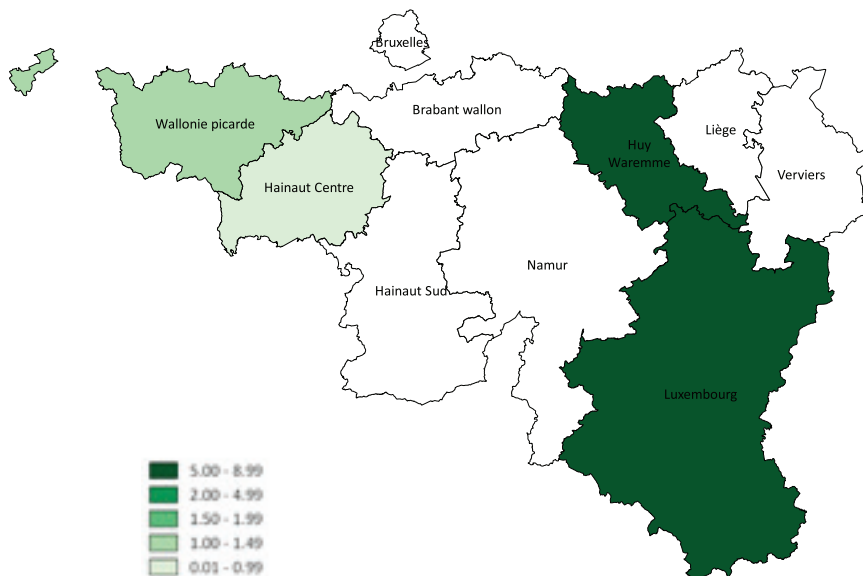 Bruxelles
Brabant wallon
Wallonie picarde
Liège
Huy
Waremme
Verviers
Hainaut Centre
Namur
Hainaut Sud
Luxembourg
5.00 - 8.99
2.00 - 4.99
1.50 - 1.99
1.00 - 1.49
0.01 - 0.99